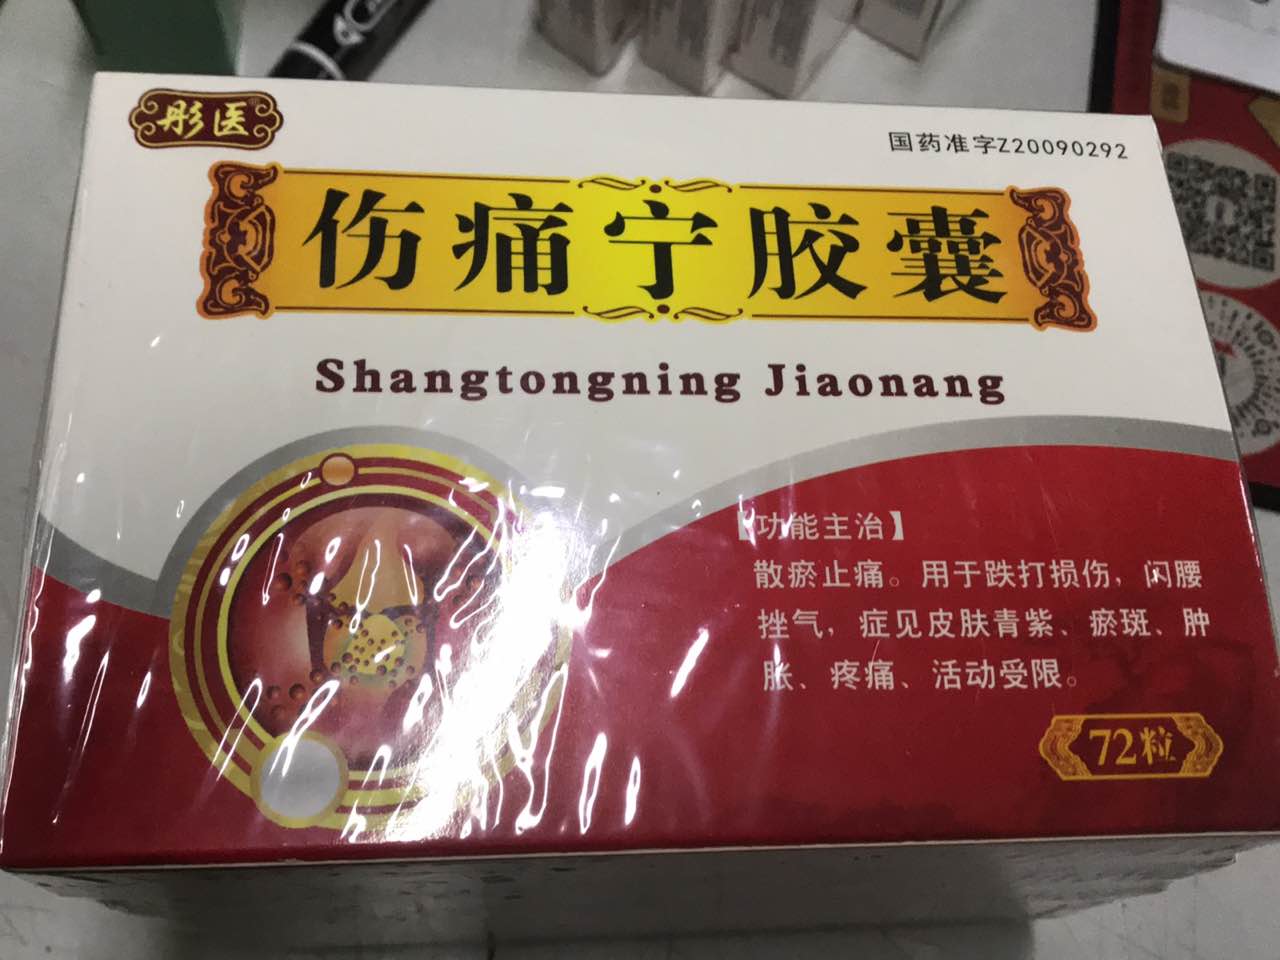 彤医
国药准字Z20090292
伤痛宁胶囊
Shangtongning Jiaonang
【功能主治】
散瘀止痛。用于跌打损伤，闪腰
挫气，症见皮肤青紫、瘀斑、肿
胀、疼痛、活动受限。
72粒